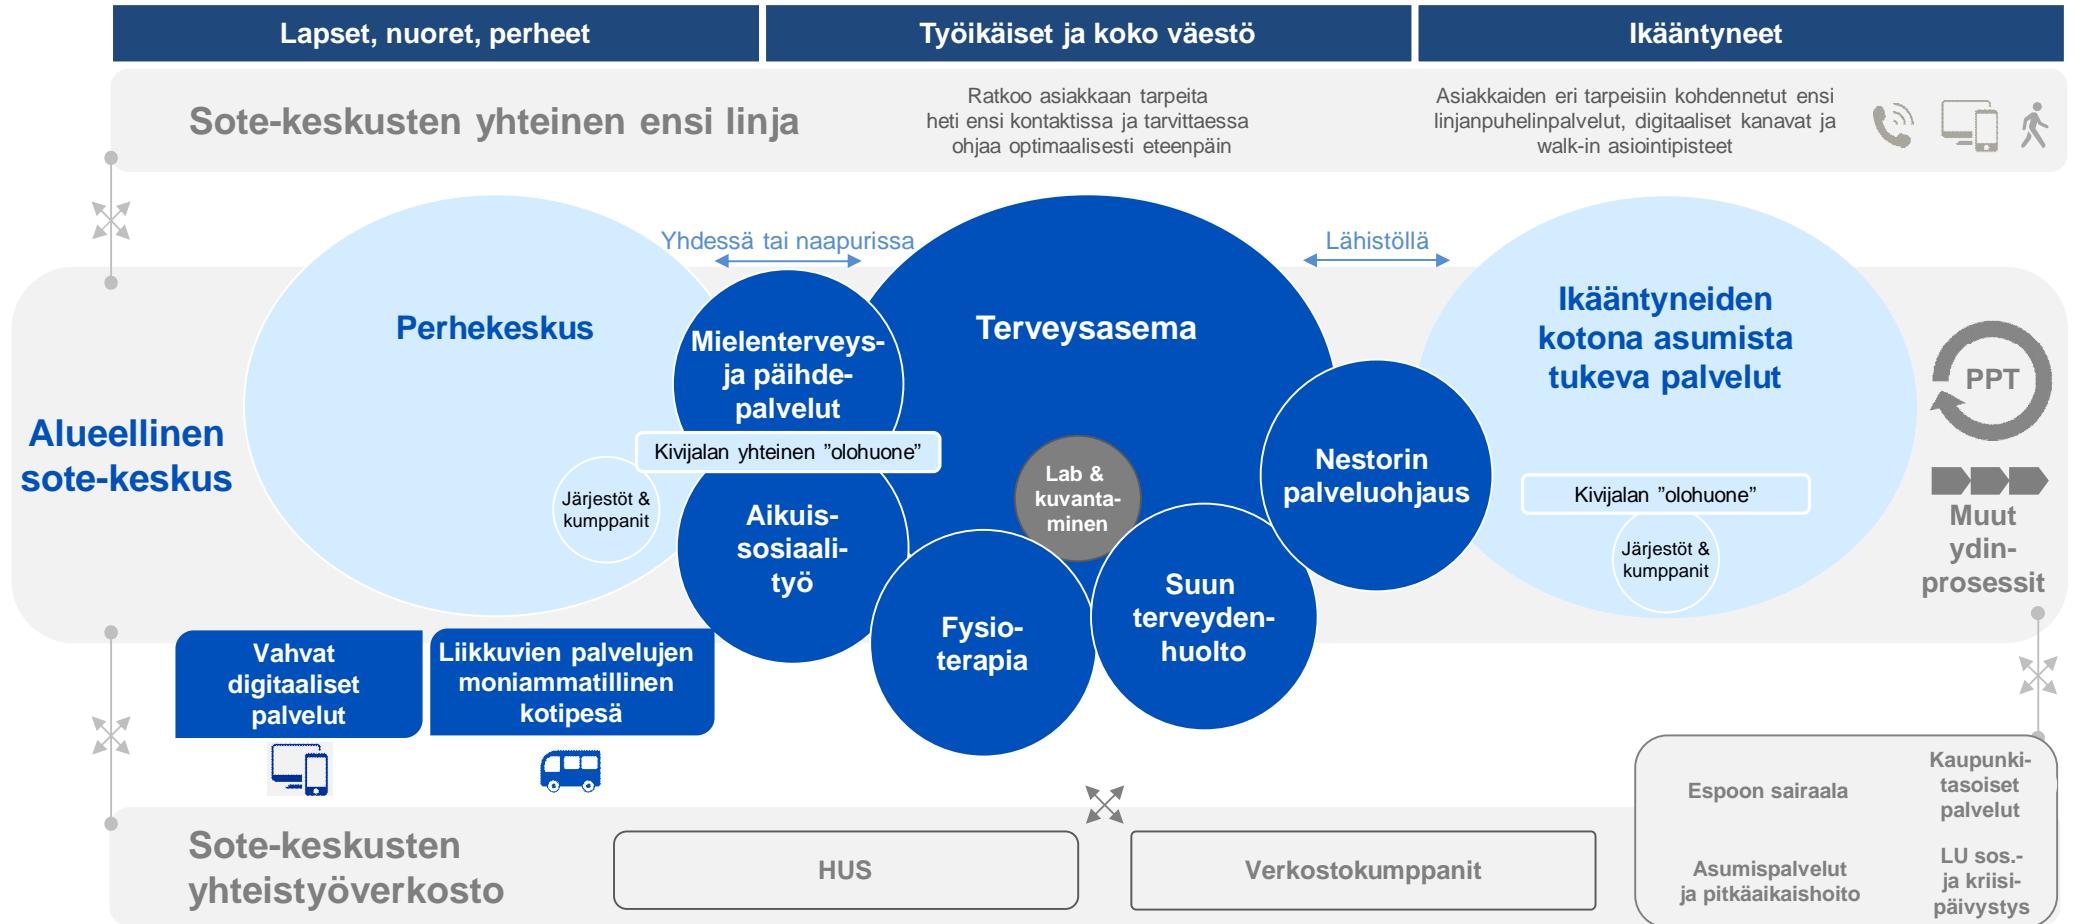 Lapset, nuoret, perheet
Työikäiset ja koko väestö
Ikääntyneet
Sote-keskusten yhteinen ensi linja
Ratkoo asiakkaan tarpeita
heti ensi kontaktissa ja tarvittaessa
ohjaa optimaalisesti eteenpäin
Asiakkaiden eri tarpeisiin kohdennetut ensi
linjanpuhelinpalvelut, digitaaliset kanavat ja
walk-in asiointipisteet
Yhdessä tai naapurissa
Lähistöllä
Alueellinen
sote-keskus
Perhekeskus
Mielenterveys-
ja päihde-
palvelut
Terveysasema
Ikääntyneiden
kotona asumista
tukeva palvelut
PPT
Kivijalan yhteinen ”olohuone”
Järjestöt &
kumppanit
Aikuis-
sosiaali-
työ
Lab &
kuvanta-
minen
Nestorin
palveluohjaus
Kivijalan ”olohuone”
Järjestöt &
kumppanit
Muut
ydin-
prosessit
Fysio-
terapia
Suun
terveyden-
huolto
Vahvat
digitaaliset
palvelut
Liikkuvien palvelujen
moniammatillinen
kotipesä
Sote-keskusten
yhteistyöverkosto
HUS
Verkostokumppanit
Espoon sairaala
Kaupunki-
tasoiset
palvelut
Asumispalvelut
ja pitkäaikaishoito
LU sos.-
ja kriisi-
päivystys